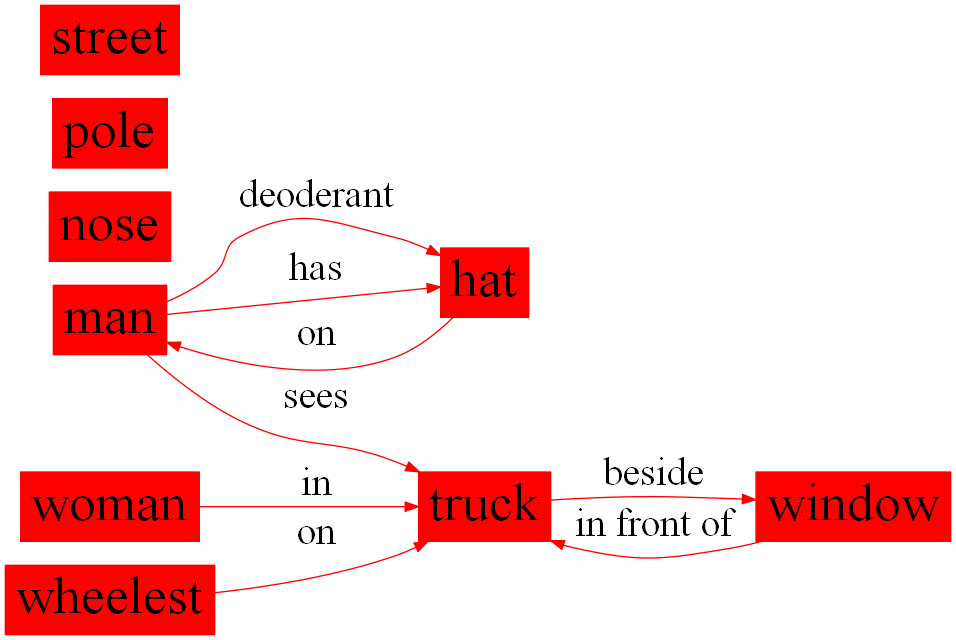 street
pole
nose
deoderant
has
hat
man
on
sees
woman
in
truck
beside
window
on
in front of
wheelest